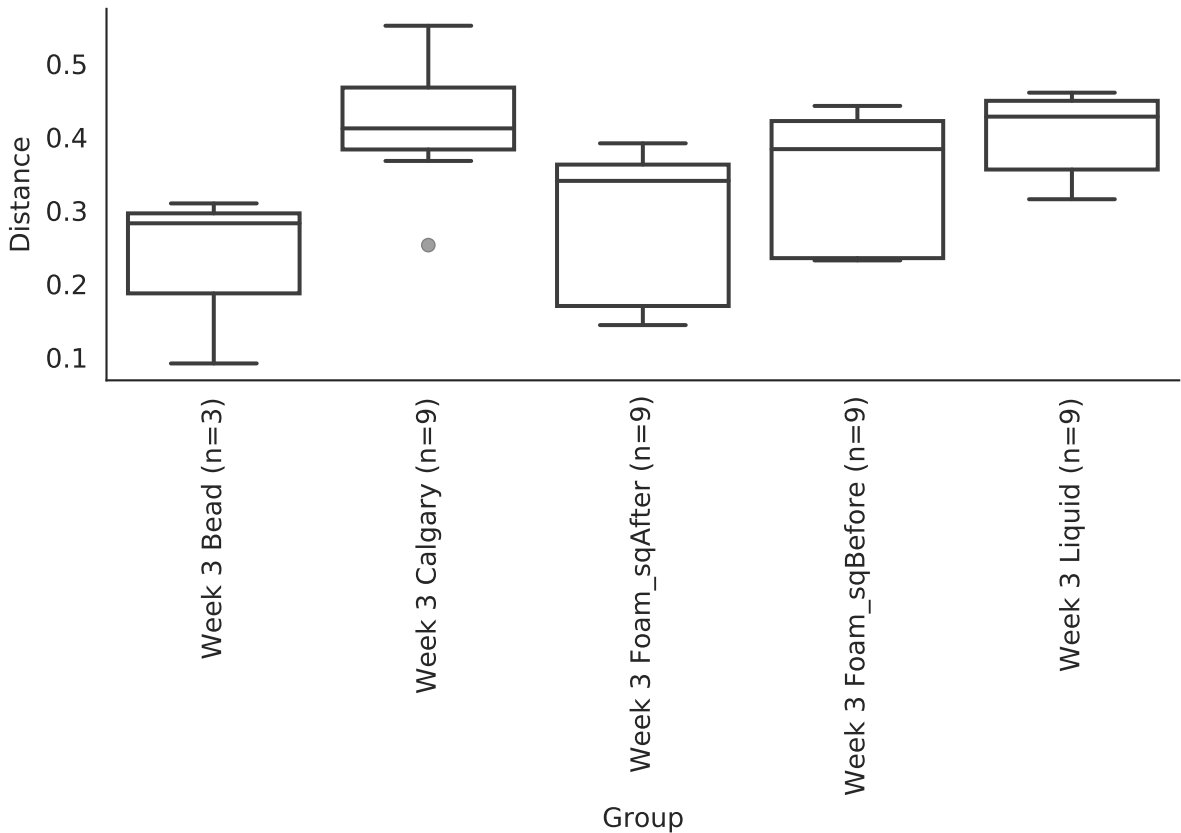 Distance
0.5
0.4
0.3
0.2
0.1
Week 3 Bead (n=3)
Week 3 Calgary (n=9)
Week 3 Foam_sqAfter (n=9)
Week 3 Foam_sqBefore (n=9)
Week 3 Liquid (n=9)
Group